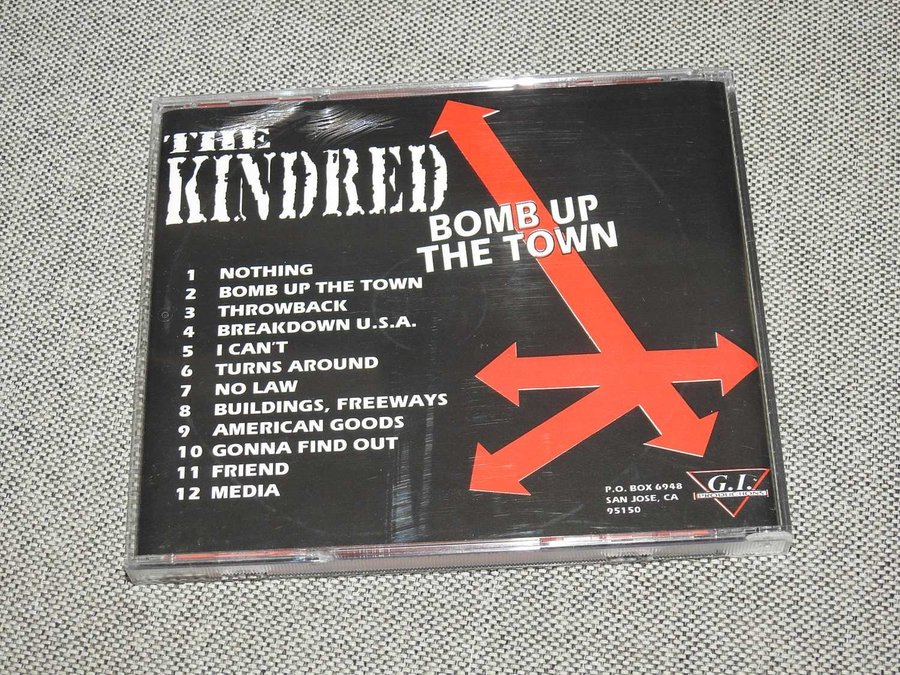 THE
KINDRED
BOMB UP
THE TOWN
1 NOTHING
2 BOMB UP THE TOWN
3 THROWBACK
4 BREAKDOWN U.S.A.
5 I CAN'T
6 TURNS AROUND
7 NO LAW
8 BUILDINGS, FREEWAYS
9 AMERICAN GOODS
10 GONNA FIND OUT
11 FRIEND
12 MEDIA
P.O. BOX 6948
SAN JOSE, CA
95150
G.I.
PRODUCTIONS